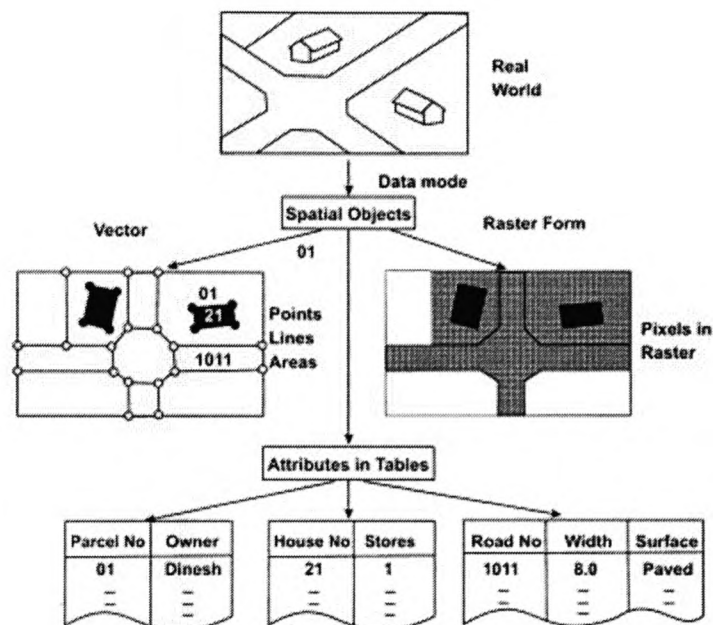 Real
World
Data mode
Spatial Objects
Vector
01
Raster Form
01
21
1011
Points
Lines
Areas
Pixels in
Raster
Attributes in Tables
Parcel No Owner
01 Dinesh
House No Stores
21 1
Road No Width Surface
1011 8.0 Paved